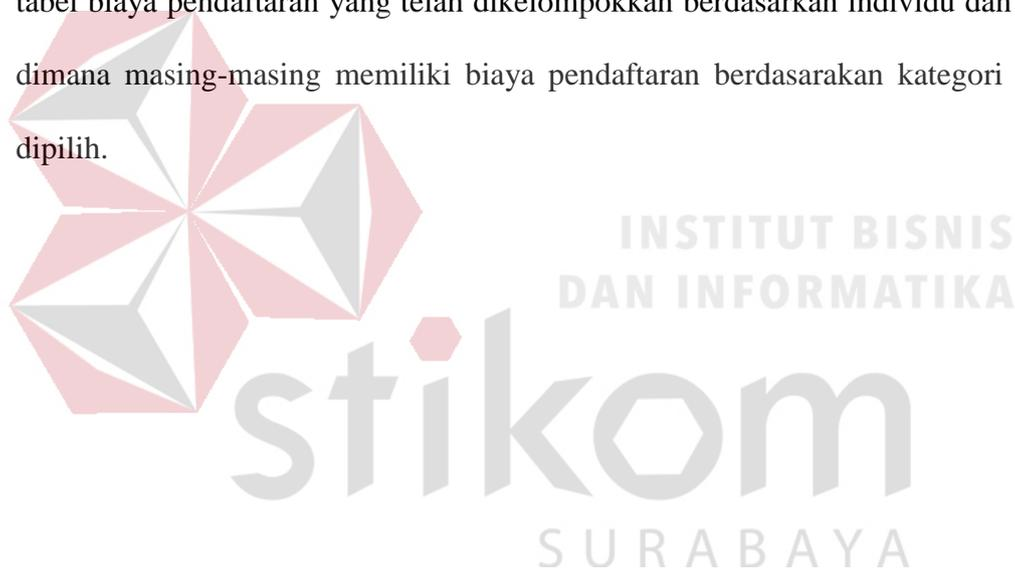 tabel biaya pendaftaran yang telah dikelompokkan berdasarkan individu dan
dimana masing-masing memiliki biaya pendaftaran berdasarakan kategori
dipilih.
INSTITUT BISNIS
DAN INFORMATIKA
stikom
SURABAYA